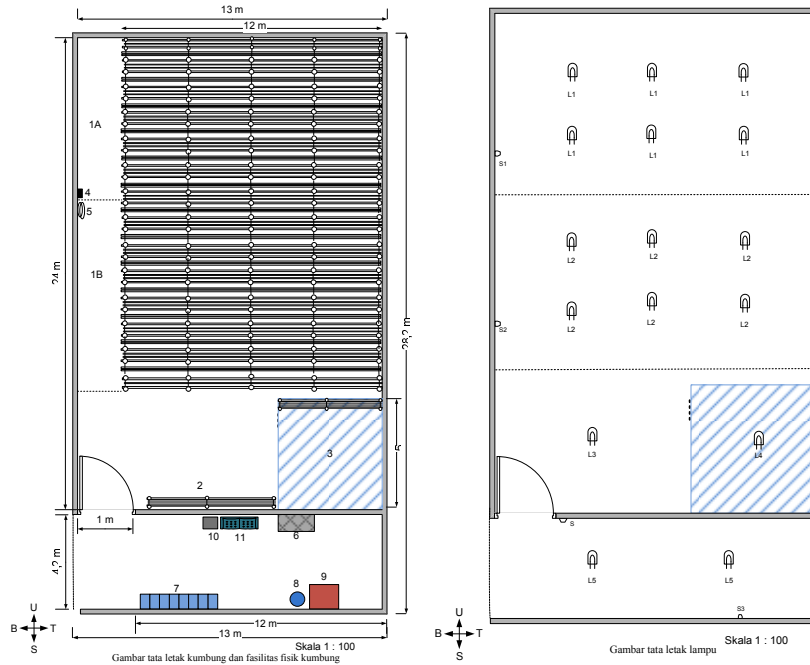 13 m
12 m
1A
4
5
1B
24 m
28,2 m
3
2
1 m
10
11
6
4,2 m
7
8
9
12 m
13 m
U
B
T
S
Skala 1 : 100
Gambar tata letak kumbung dan fasilitas fisik kumbung
L1
L1
L1
L1
L1
L1
S1
L2
L2
L2
L2
L2
L2
S2
L3
L4
S
L5
L5
S3
U
B
T
S
Skala 1 : 100
Gambar tata letak lampu